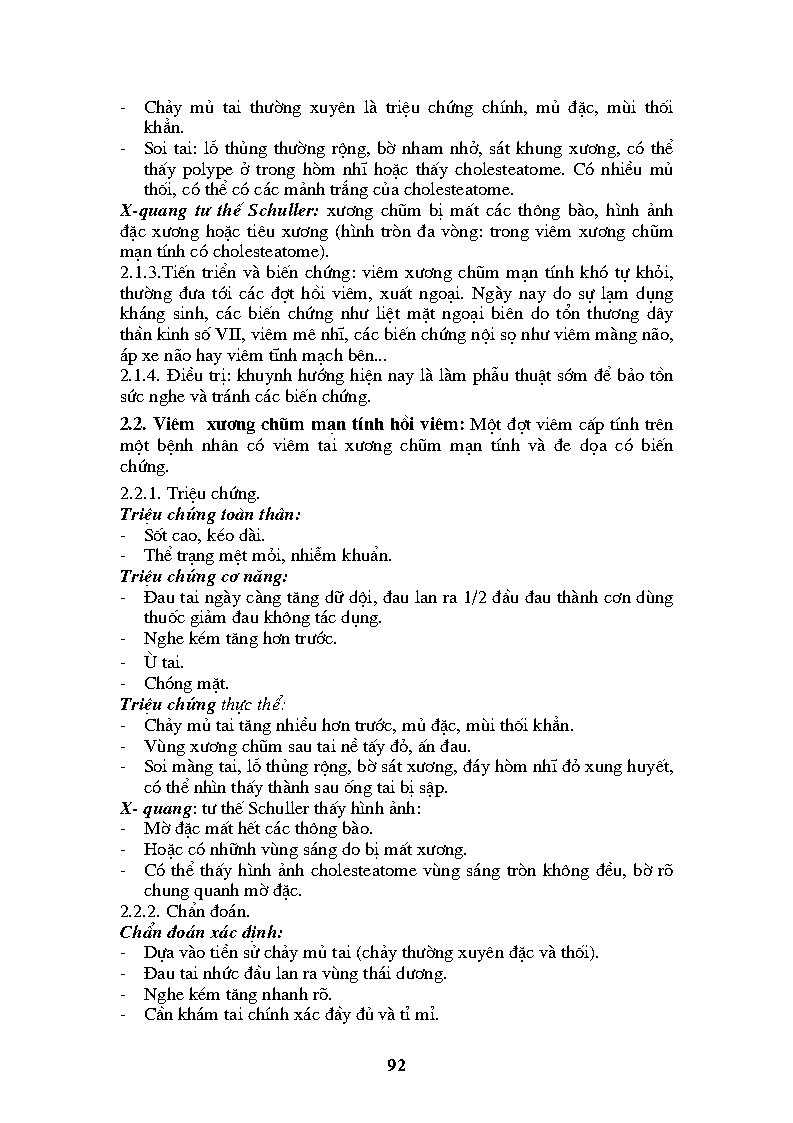 - Chảy mủ tai thường xuyên là triệu chứng chính, mủ đặc, mùi thối
khẳn.
- Soi tai: lỗ thủng thường rộng, bờ nham nhở, sát khung xương, có thể
thấy polype ở trong hòm nhĩ hoặc thấy cholesteatome. Có nhiều mủ
thối, có thể có các mảnh trắng của cholesteatome.
X-quang tư thế Schuller: xương chũm bị mất các thông bào, hình ảnh
đặc xương hoặc tiêu xương (hình tròn đa vòng: trong viêm xương chũm
mạn tính có cholesteatome).
2.1.3.Tiến triển và biến chứng: viêm xương chũm mạn tính khó tự khỏi,
thường đưa tới các đợt hồi viêm, xuất ngoại. Ngày nay do sự lạm dụng
kháng sinh, các biến chứng như liệt mặt ngoại biên do tổn thương dây
thần kinh số VII, viêm mê nhĩ, các biến chứng nội sọ như viêm màng não,
áp xe não hay viêm tĩnh mạch bên...
2.1.4. Điều trị: khuynh hướng hiện nay là làm phẫu thuật sớm để bảo tồn
sức nghe và tránh các biến chứng.
2.2. Viêm xương chũm mạn tính hồi viêm: Một đợt viêm cấp tính trên
một bệnh nhân có viêm tai xương chũm mạn tính và đe dọa có biến
chứng.
2.2.1. Triệu chứng.
Triệu chứng toàn thân:
- Sốt cao, kéo dài.
- Thể trạng mệt mỏi, nhiễm khuẩn.
Triệu chứng cơ năng:
- Đau tai ngày càng tăng dữ dội, đau lan ra 1/2 đầu đau thành cơn dùng
thuốc giảm đau không tác dụng.
- Nghe kém tăng hơn trước.
- Ù tai.
- Chóng mặt.
Triệu chứng thực thể:
- Chảy mủ tai tăng nhiều hơn trước, mủ đặc, mùi thối khẳn.
- Vùng xương chũm sau tai nề tấy đỏ, ấn đau.
- Soi màng tai, lỗ thủng rộng, bờ sát xương, đáy hòm nhĩ đỏ xung huyết,
có thể nhìn thấy thành sau ống tai bị sập.
X- quang: tư thế Schuller thấy hình ảnh:
- Mờ đặc mất hết các thông bào.
- Hoặc có những vùng sáng do bị mất xương.
- Có thể thấy hình ảnh cholesteatome vùng sáng tròn không đều, bờ rõ
chung quanh mờ đặc.
2.2.2. Chẩn đoán.
Chẩn đoán xác định:
- Dựa vào tiền sử chảy mủ tai (chảy thường xuyên đặc và thối).
- Đau tai nhức đầu lan ra vùng thái dương.
- Nghe kém tăng nhanh rõ.
- Cần khám tai chính xác đầy đủ và tỉ mỉ.
92